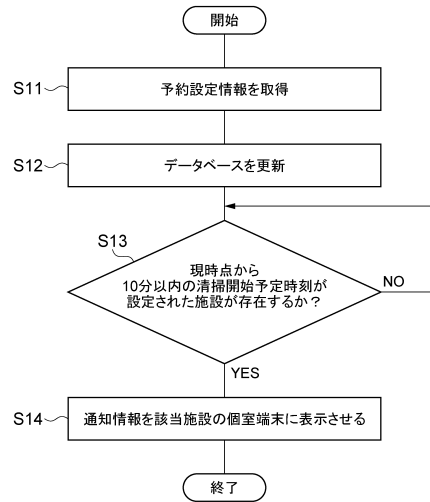 開始
S11
予約設定情報を取得
S12
データベースを更新
S13
現時点から
10分以内の清掃開始予定時刻が
設定された施設が存在するか？
NO
YES
S14
通知情報を該当施設の個室端末に表示させる
終了